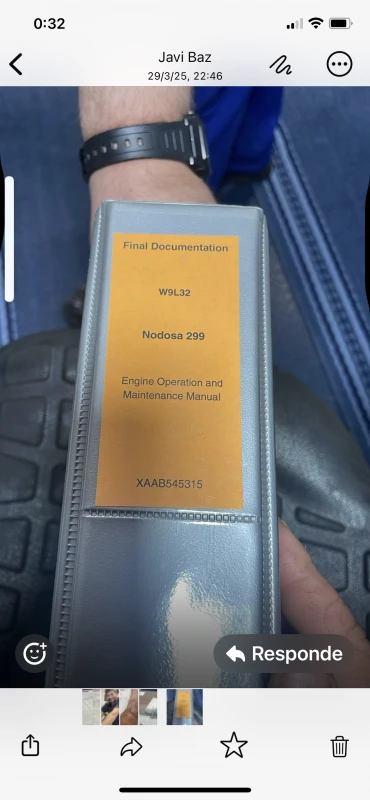 0:32
Javi Baz
29/3/25, 22:46
Final Documentation
W9L32
Nodosa 299
Engine Operation and
Maintenance Manual
XAAB545315
Responde